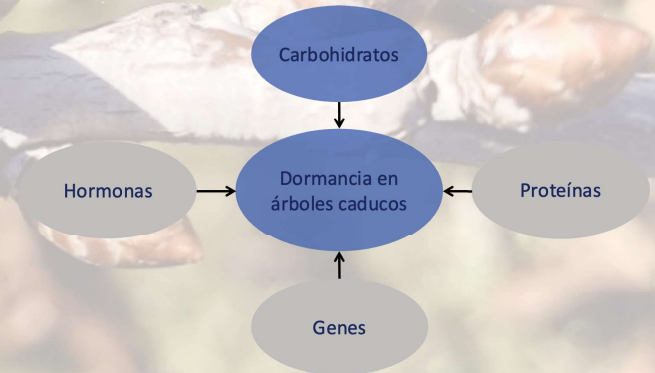 Carbohidratos
Hormonas
Dormancia en
árboles caducos
Proteínas
Genes